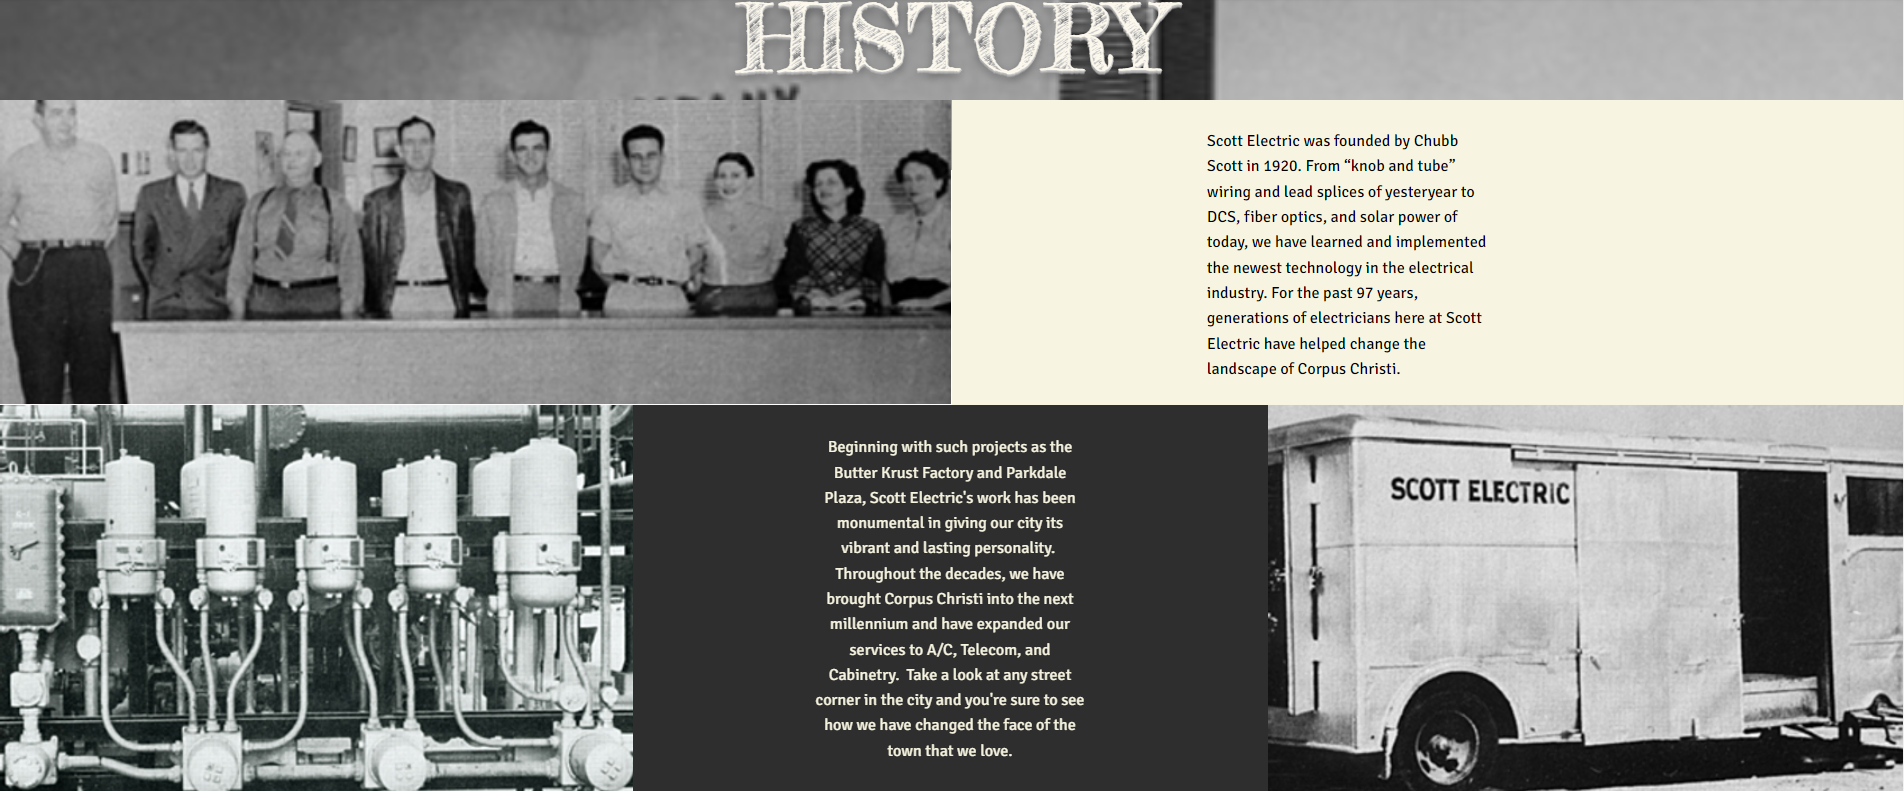 HISTORY
Scott Electric was founded by Chubb
Scott in 1920. From “knob and tube”
wiring and lead splices of yesteryear to
DCS, fiber optics, and solar power of
today, we have learned and implemented
the newest technology in the electrical
industry. For the past 97 years,
generations of electricians here at Scott
Electric have helped change the
landscape of Corpus Christi.
Beginning with such projects as the
Butter Krust Factory and Parkdale
Plaza, Scott Electric's work has been
monumental in giving our city its
vibrant and lasting personality.
Throughout the decades, we have
brought Corpus Christi into the next
millennium and have expanded our
services to A/C, Telecom, and
Cabinetry.  Take a look at any street
corner in the city and you're sure to see
how we have changed the face of the
town that we love.
SCOTT ELECTRIC